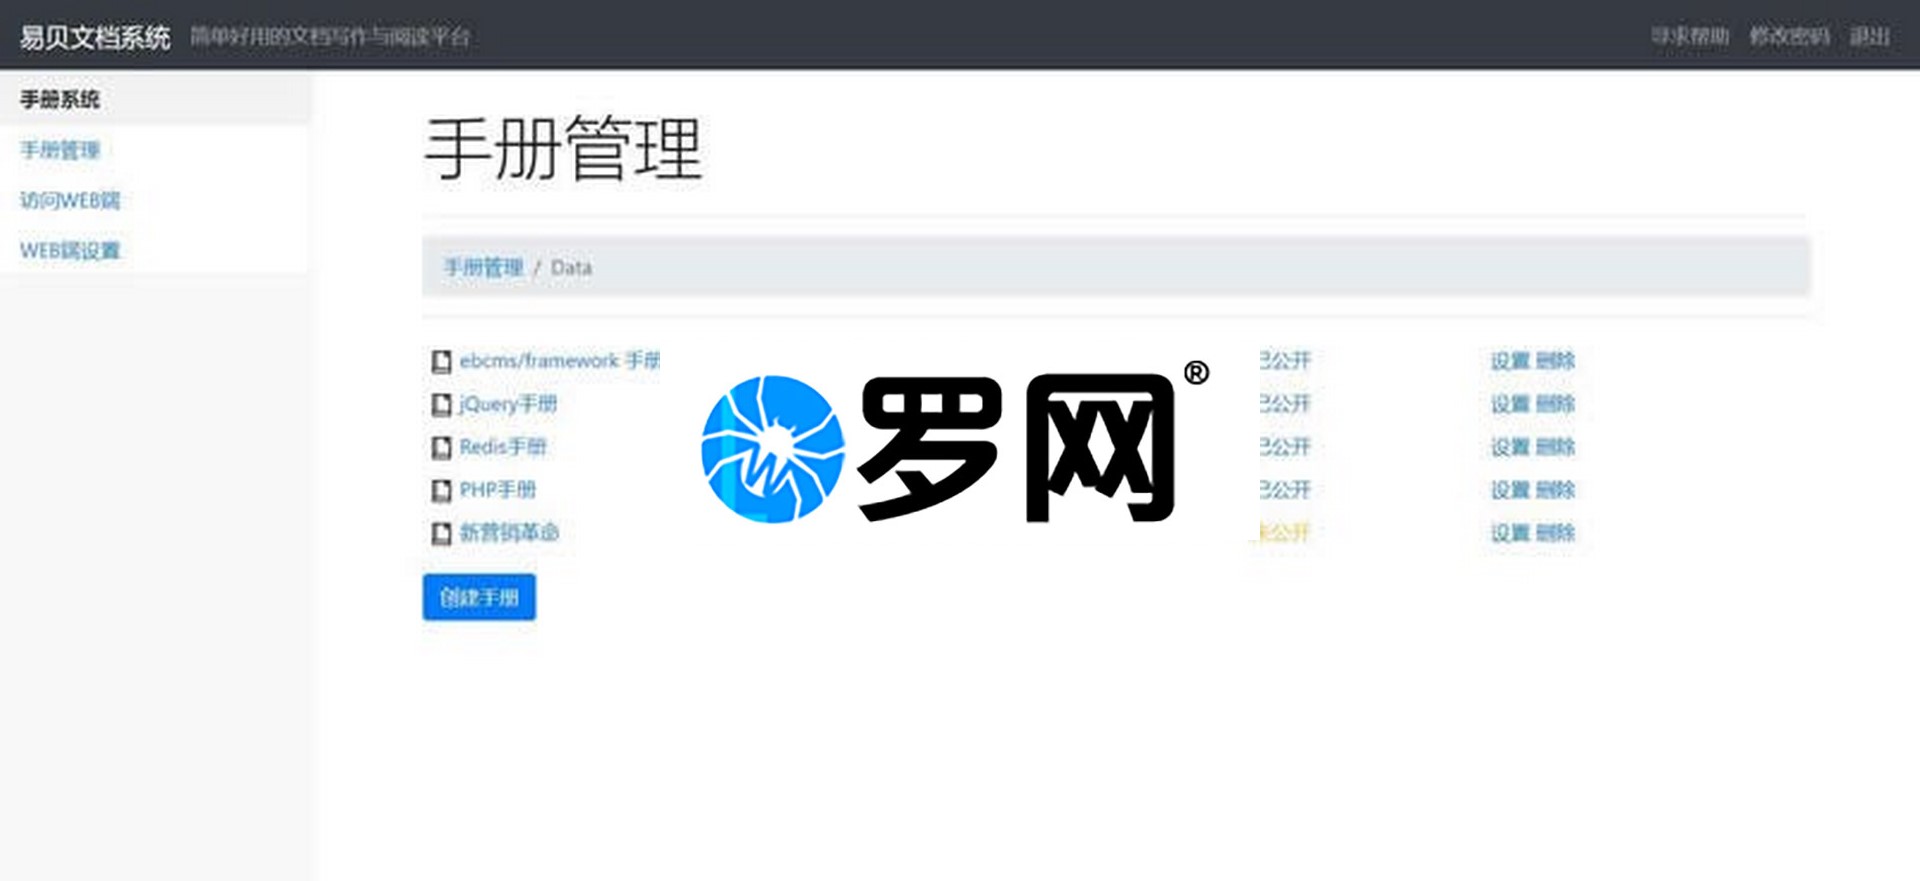 易贝文档系统 简单好用的文档写作与阅读平台 寻求帮助 修改密码 退出
手册系统
手册管理
访问WEB端
WEB端设置
手册管理
手册管理 / Data
ebcms/framework 手册 已公开 设置 删除
jQuery手册 已公开 设置 删除
Redis手册 已公开 设置 删除
PHP手册 已公开 设置 删除
新营销革命 未公开 设置 删除
罗网®
创建手册